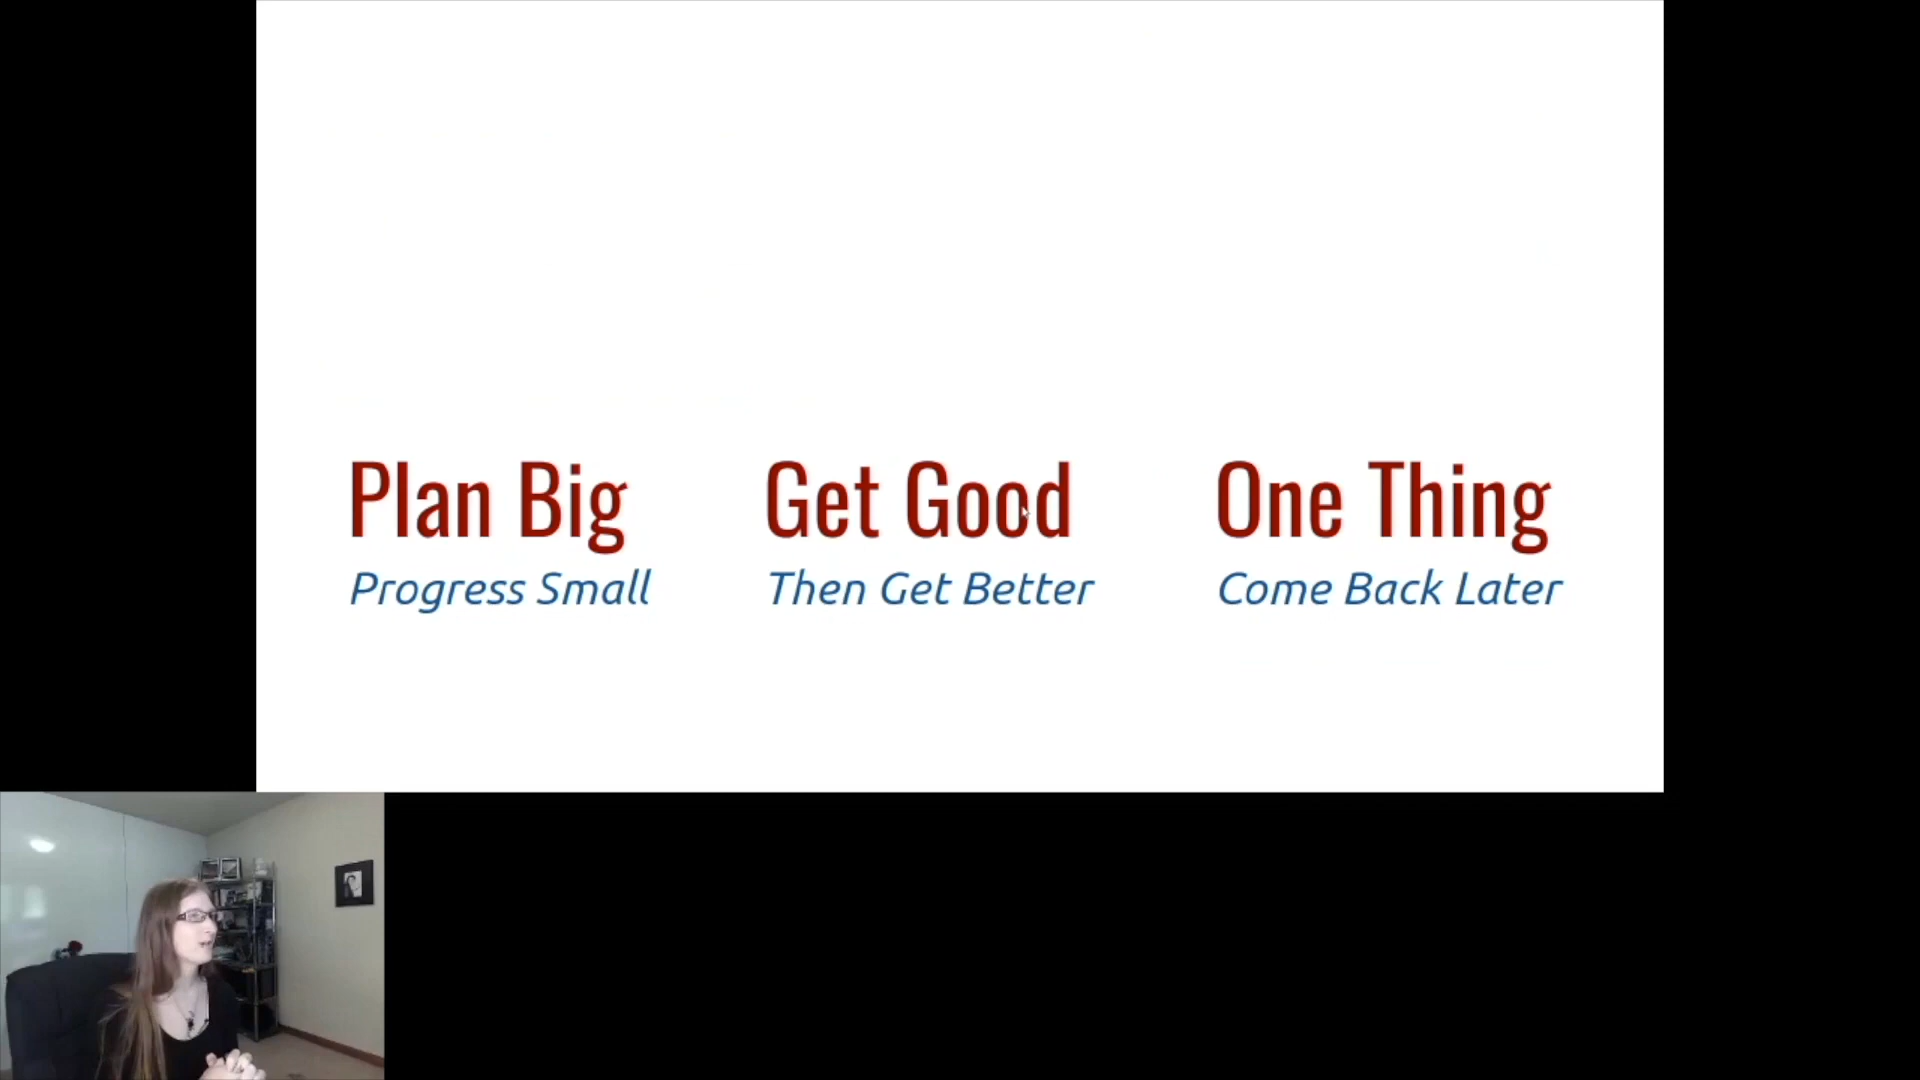 Plan Big
Progress Small
Get Good
Then Get Better
One Thing
Come Back Later